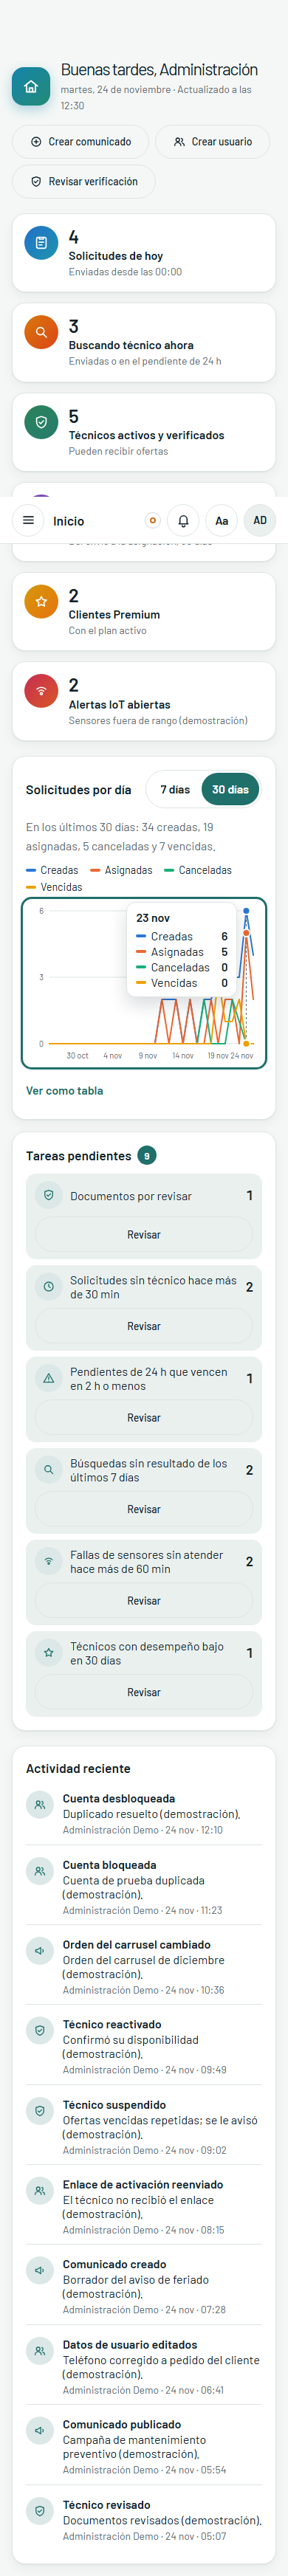 Buenas tardes, Administración
martes, 24 de noviembre · Actualizado a las
12:30
Crear comunicado
Crear usuario
Revisar verificación
4
Solicitudes de hoy
Enviadas desde las 00:00
3
Buscando técnico ahora
Enviadas o en el pendiente de 24 h
5
Técnicos activos y verificados
Pueden recibir ofertas
Inicio
Aa
AD
2
Clientes Premium
Con el plan activo
2
Alertas IoT abiertas
Sensores fuera de rango (demostración)
Solicitudes por día
7 días
30 días
En los últimos 30 días: 34 creadas, 19
asignadas, 5 canceladas y 7 vencidas.
Creadas
Asignadas
Canceladas
Vencidas
6
3
0
23 nov
Creadas 6
Asignadas 5
Canceladas 0
Vencidas 0
30 oct
4 nov
9 nov
14 nov
19 nov
24 nov
Ver como tabla
Tareas pendientes 9
Documentos por revisar 1
Revisar
Solicitudes sin técnico hace más 2
de 30 min
Revisar
Pendientes de 24 h que vencen 1
en 2 h o menos
Revisar
Búsquedas sin resultado de los 2
últimos 7 días
Revisar
Fallas de sensores sin atender 2
hace más de 60 min
Revisar
Técnicos con desempeño bajo 1
en 30 días
Revisar
Actividad reciente
Cuenta desbloqueada
Duplicado resuelto (demostración).
Administración Demo · 24 nov · 12:10
Cuenta bloqueada
Cuenta de prueba duplicada
(demostración).
Administración Demo · 24 nov · 11:23
Orden del carrusel cambiado
Orden del carrusel de diciembre
(demostración).
Administración Demo · 24 nov · 10:36
Técnico reactivado
Confirmó su disponibilidad
(demostración).
Administración Demo · 24 nov · 09:49
Técnico suspendido
Ofertas vencidas repetidas; se le avisó
(demostración).
Administración Demo · 24 nov · 09:02
Enlace de activación reenviado
El técnico no recibió el enlace
(demostración).
Administración Demo · 24 nov · 08:15
Comunicado creado
Borrador del aviso de feriado
(demostración).
Administración Demo · 24 nov · 07:28
Datos de usuario editados
Teléfono corregido a pedido del cliente
(demostración).
Administración Demo · 24 nov · 06:41
Comunicado publicado
Campaña de mantenimiento
preventivo (demostración).
Administración Demo · 24 nov · 05:54
Técnico revisado
Documentos revisados (demostración).
Administración Demo · 24 nov · 05:07